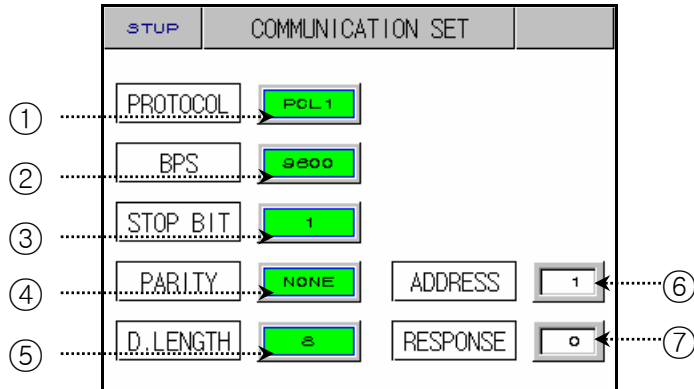 STUP COMMUNICATION SET
① PROTOCOL PCL1
② BPS 9600
③ STOP BIT 1
④ PARITY NONE ADDRESS 1 ⑥
⑤ D.LENGTH 8 RESPONSE 0 ⑦